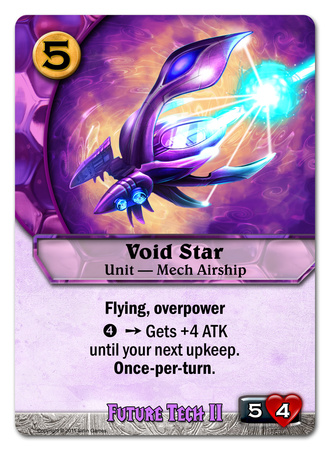 5
Void Star
Unit — Mech Airship
Flying, overpower
❹ → Gets +4 ATK
until your next upkeep.
Once-per-turn.
Future Tech II
5 4